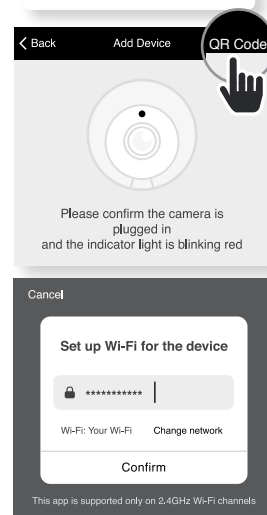 Back
Add Device
QR Code
Please confirm the camera is
plugged in
and the indicator light is blinking red
Cancel
Set up Wi-Fi for the device
***********
Wi-Fi: Your Wi-Fi
Change network
Confirm
This app is supported only on 2.4GHz Wi-Fi channels